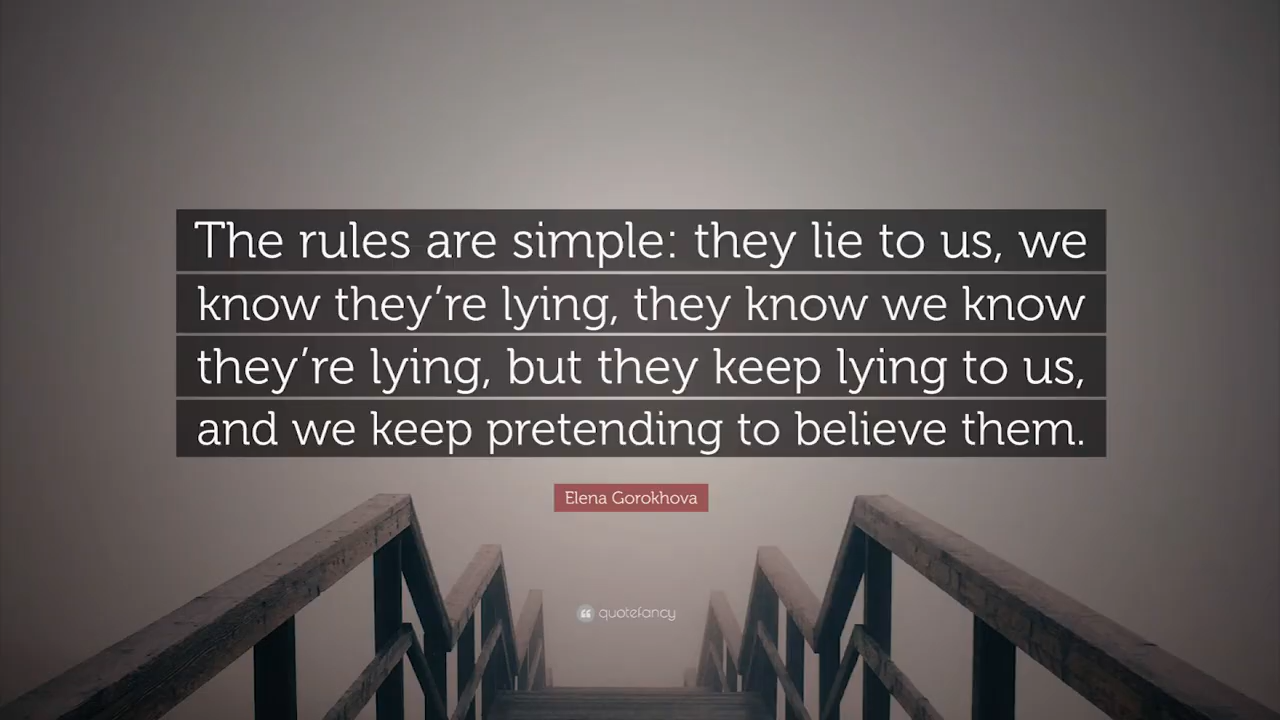 The rules are simple: they lie to us, we
know they’re lying, they know we know
they’re lying, but they keep lying to us,
and we keep pretending to believe them.
Elena Gorokhova
quotefancy